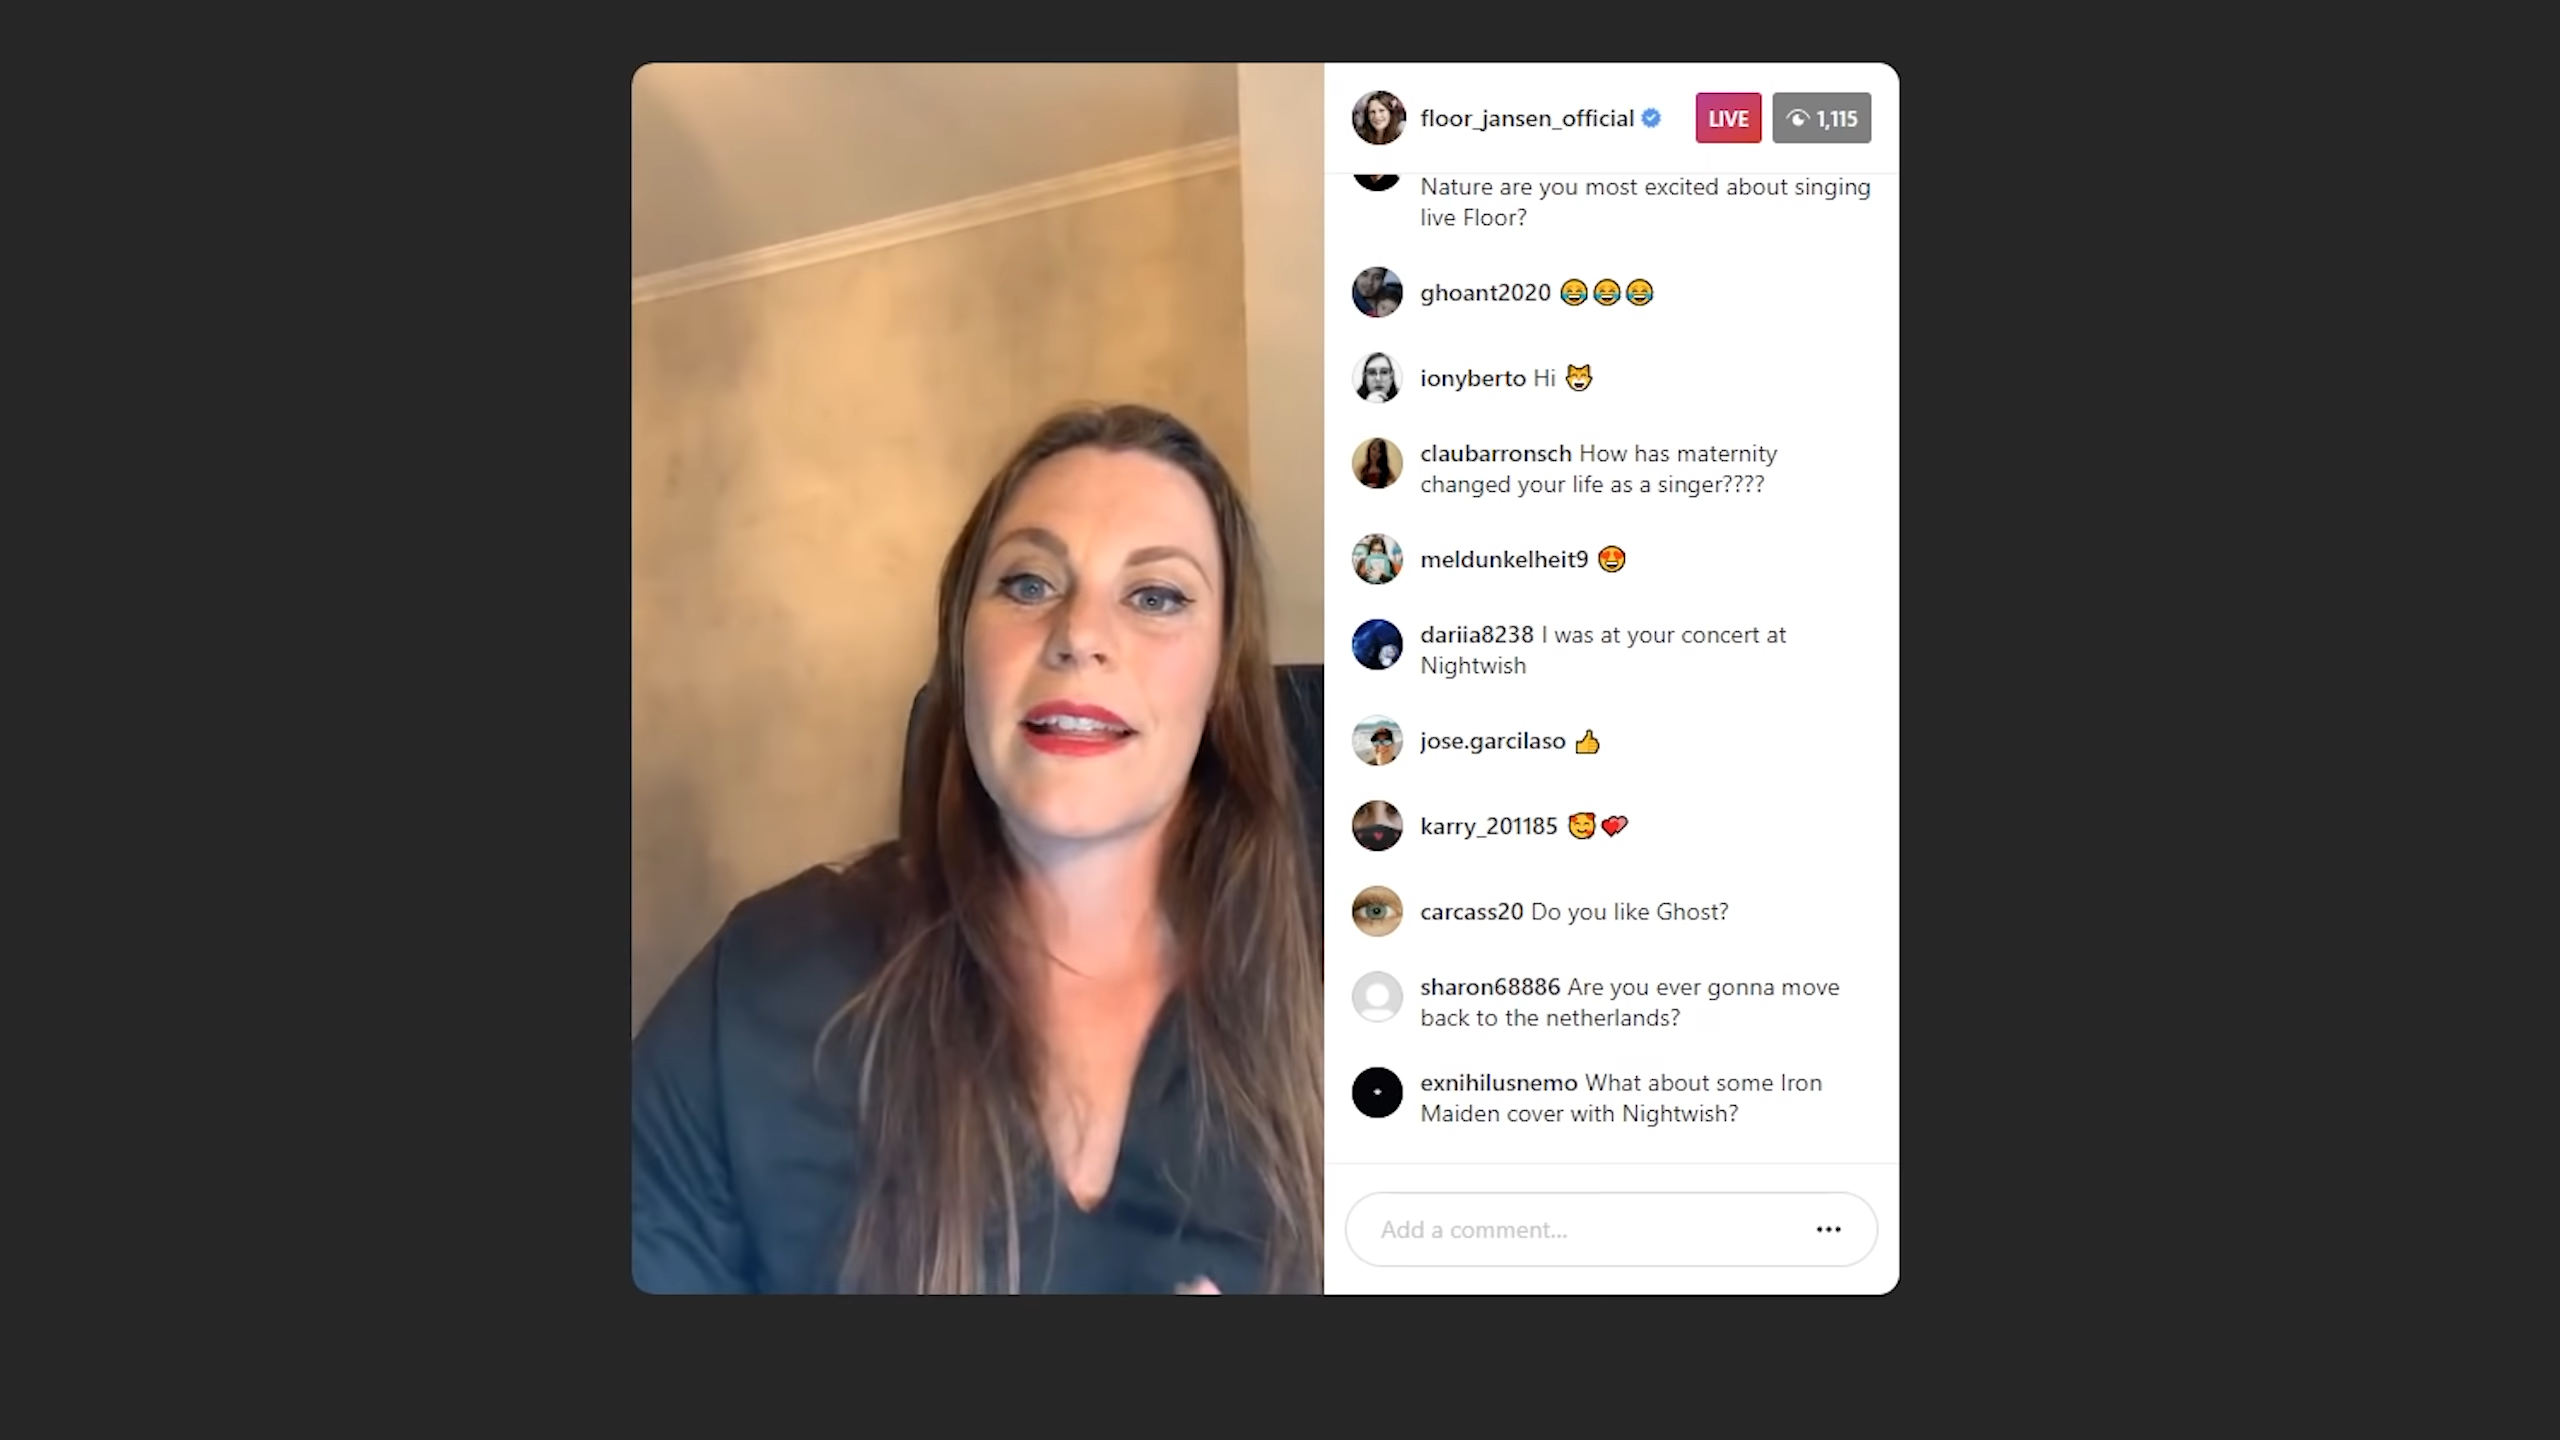 floor_jansen_official
LIVE
1,115
Nature are you most excited about singing
live Floor?
ghoant2020 😂😂😂
ionyberto Hi 😸
claubarronsch How has maternity
changed your life as a singer????
meldunkelheit9 😍
dariia8238 I was at your concert at
Nightwish
jose.garcilaso 👍
karry_201185 🥰💕
carcass20 Do you like Ghost?
sharon68886 Are you ever gonna move
back to the netherlands?
exnihilusnemo What about some Iron
Maiden cover with Nightwish?
Add a comment...